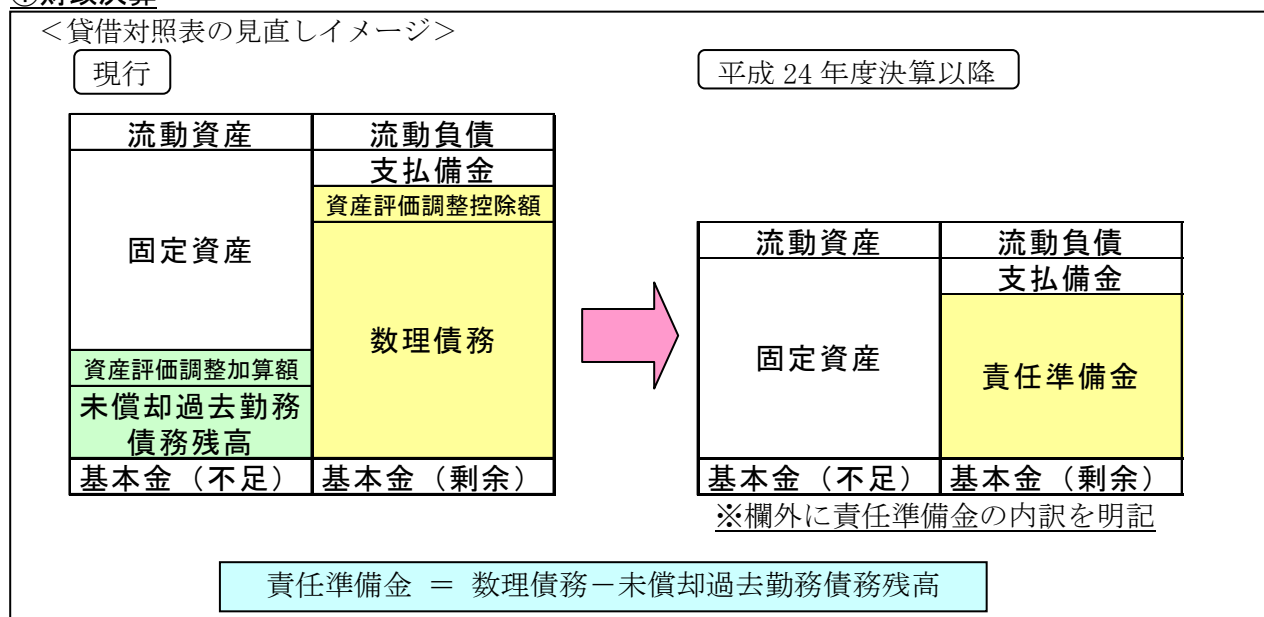 ①財政決算
＜貸借対照表の見直しイメージ＞
現行
流動資産 流動負債
固定資産
支払備金
資産評価調整控除額
数理債務
資産評価調整加算額
未償却過去勤務
債務残高
基本金（不足） 基本金（剰余）
平成 24 年度決算以降
流動資産 流動負債
固定資産
支払備金
責任準備金
基本金（不足） 基本金（剰余）
※欄外に責任準備金の内訳を明記
責任準備金 ＝ 数理債務－未償却過去勤務債務残高